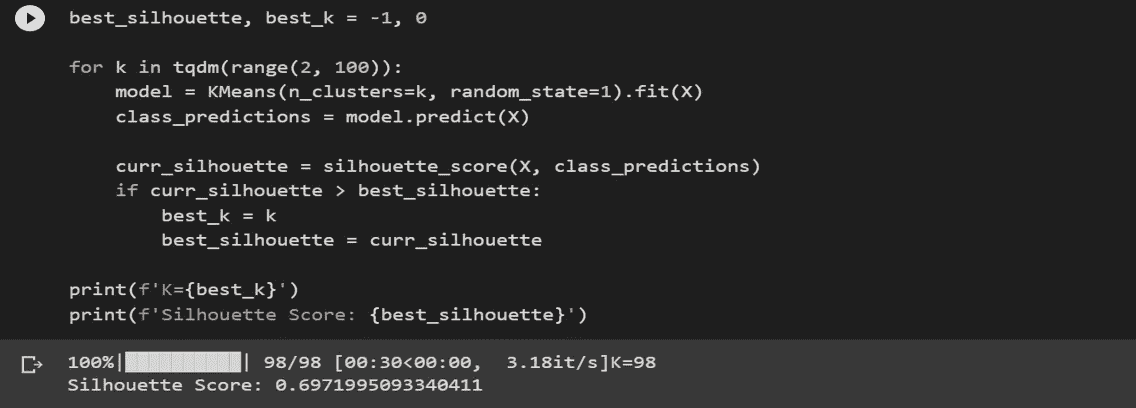 best_silhouette, best_k = -1, 0
for k in tqdm(range(2, 100)):
    model = KMeans(n_clusters=k, random_state=1).fit(X)
    class_predictions = model.predict(X)
    curr_silhouette = silhouette_score(X, class_predictions)
    if curr_silhouette > best_silhouette:
        best_k = k
        best_silhouette = curr_silhouette
print(f'K={best_k}')
print(f'Silhouette Score: {best_silhouette}')
100%|██████████| 98/98 [00:30<00:00,  3.18it/s]K=98
Silhouette Score: 0.6971995093340411